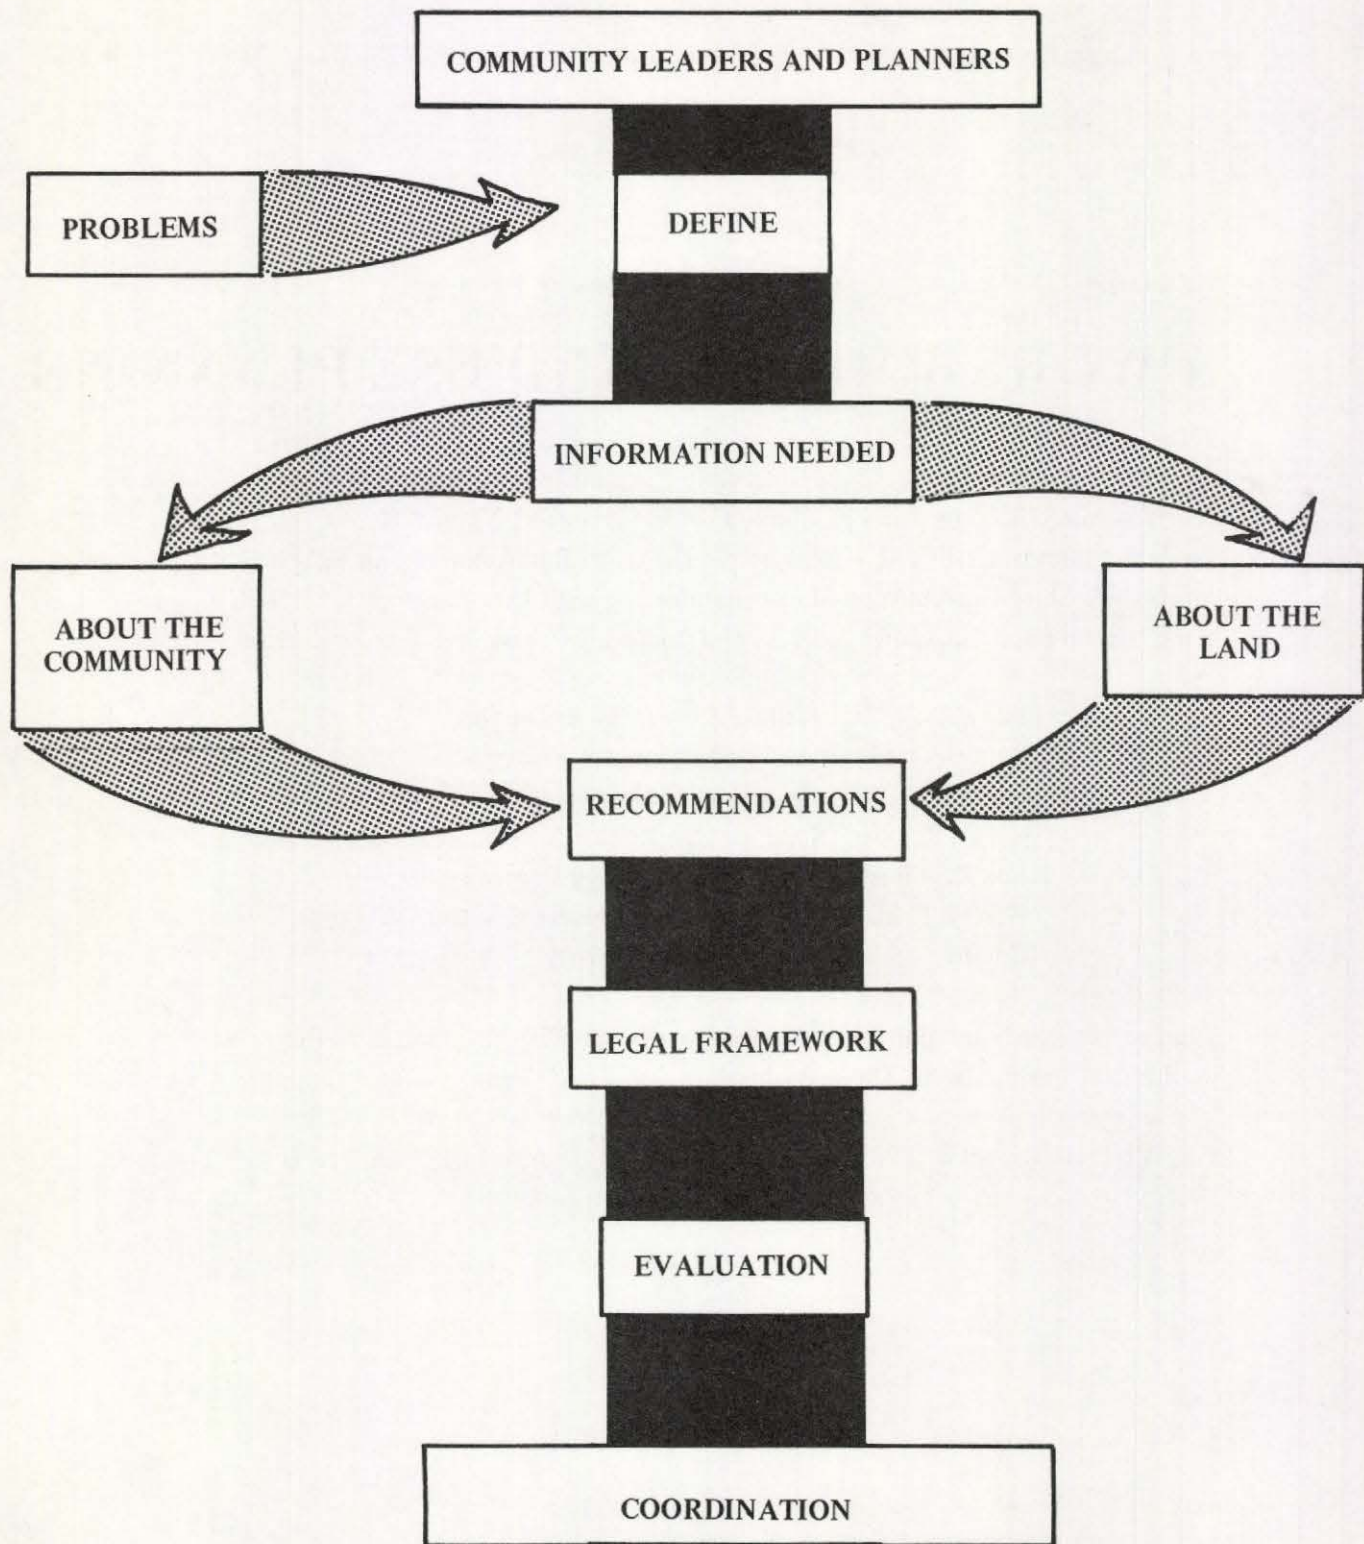 COMMUNITY LEADERS AND PLANNERS
PROBLEMS
DEFINE
INFORMATION NEEDED
ABOUT THE
COMMUNITY
ABOUT THE
LAND
RECOMMENDATIONS
LEGAL FRAMEWORK
EVALUATION
COORDINATION